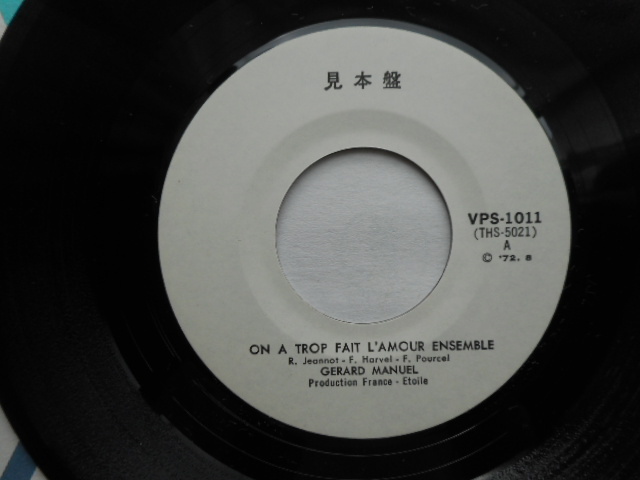 見本盤
VPS-1011
(THS-5021)
A
© '72. 8
ON A TROP FAIT L'AMOUR ENSEMBLE
R. Jeannot - F. Harvel - F. Pourcel
GERARD MANUEL
Production France - Etoile